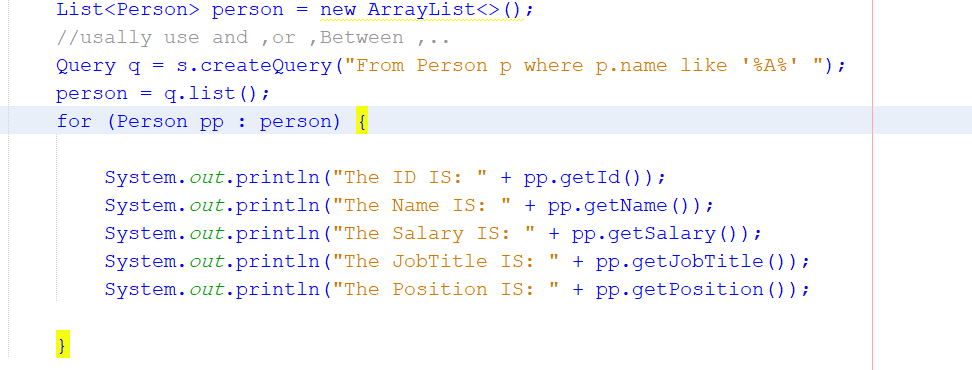 List<Person> person = new ArrayList<>();
//usally use and ,or ,Between ,..
Query q = s.createQuery("From Person p where p.name like '%A%' ");
person = q.list();
for (Person pp : person) {
System.out.println("The ID IS: " + pp.getId());
System.out.println("The Name IS: " + pp.getName());
System.out.println("The Salary IS: " + pp.getSalary());
System.out.println("The JobTitle IS: " + pp.getJobTitle());
System.out.println("The Position IS: " + pp.getPosition());
}